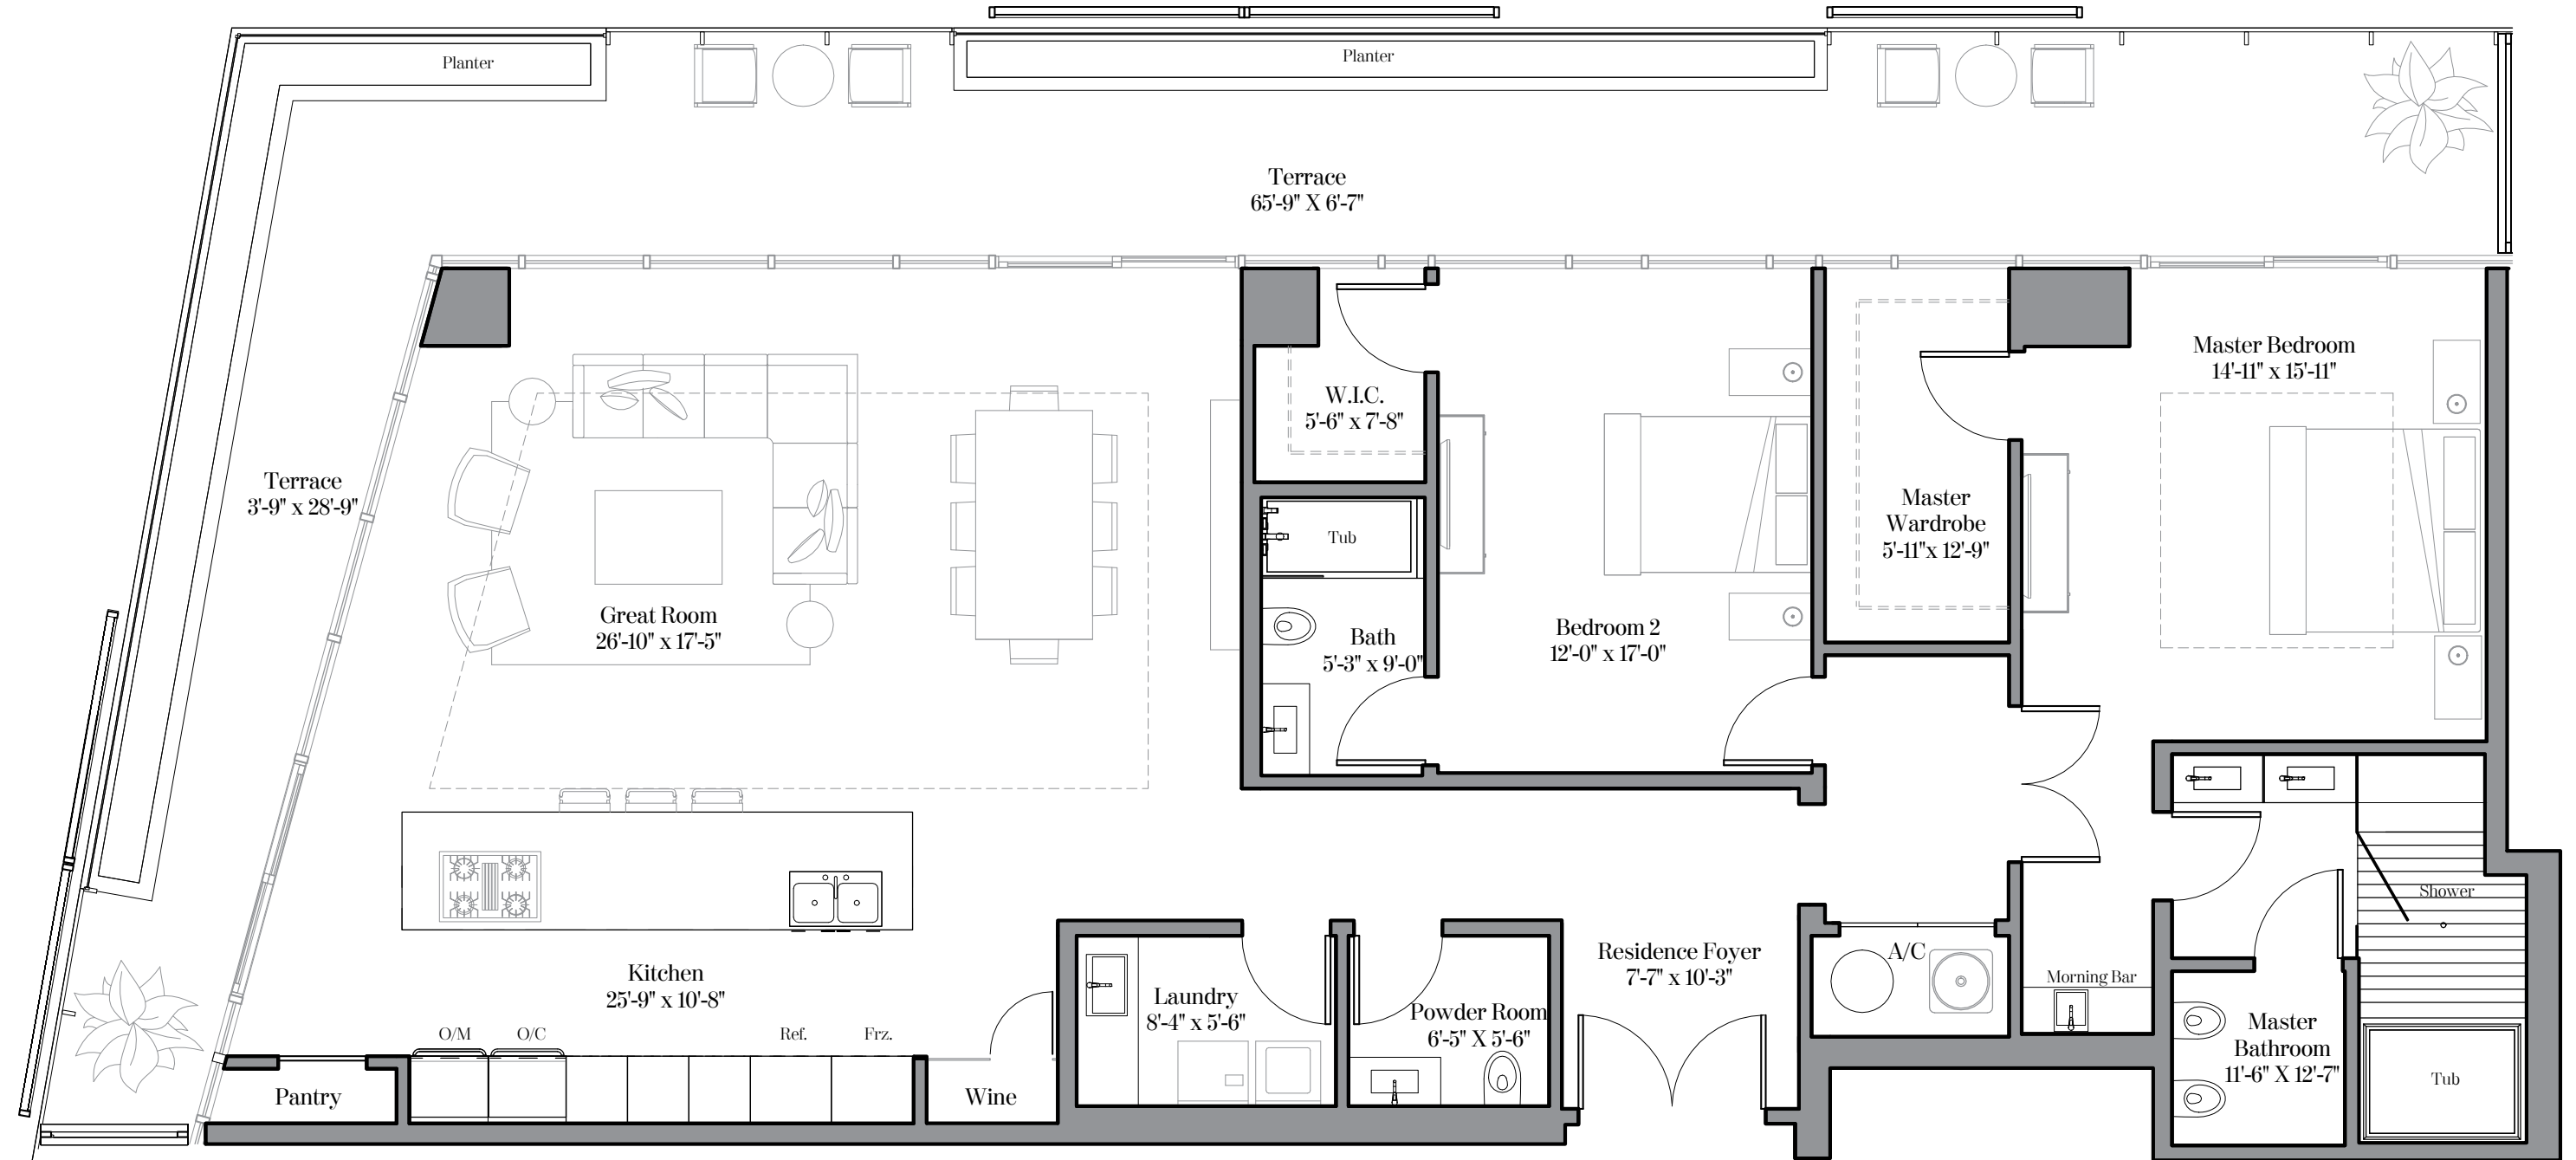 Planter
Planter
Terrace
65'-9" X 6'-7"
Master Bedroom
14'-11" x 15'-11"
W.I.C.
5'-6" x 7'-8"
Terrace
3'-9" x 28'-9"
Master
Wardrobe
5'-11"x 12'-9"
Tub
Great Room
26'-10" x 17'-5"
Bath
5'-3" x 9'-0"
Bedroom 2
12'-0" x 17'-0"
Shower
Kitchen
25'-9" x 10'-8"
Residence Foyer
7'-7" x 10'-3"
A/C
Morning Bar
Laundry
8'-4" x 5'-6"
Powder Room
6'-5" X 5'-6"
Master
Bathroom
11'-6" X 12'-7"
O/M
O/C
Ref.
Frz.
Pantry
Wine
Tub